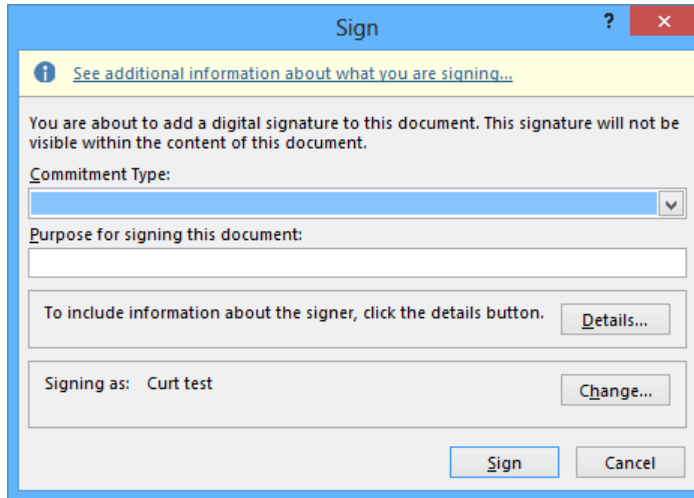 Sign
?
×
See additional information about what you are signing...
You are about to add a digital signature to this document. This signature will not be
visible within the content of this document.
Commitment Type:
Purpose for signing this document:
To include information about the signer, click the details button.
Details...
Signing as: Curt test
Change...
Sign
Cancel